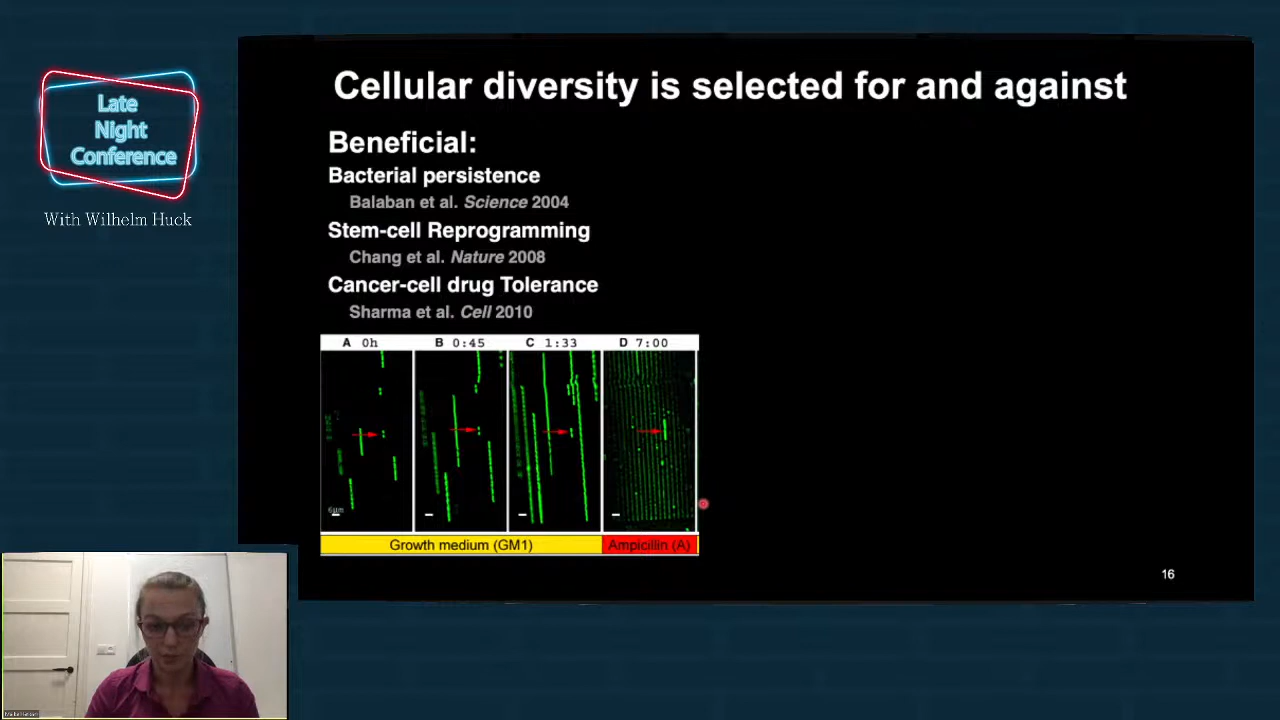 Late
Night
Conference
With Wilhelm Huck
Cellular diversity is selected for and against
Beneficial:
Bacterial persistence
Balaban et al. Science 2004
Stem-cell Reprogramming
Chang et al. Nature 2008
Cancer-cell drug Tolerance
Sharma et al. Cell 2010
A 0h B 0:45 C 1:33 D 7:00
6µm
Growth medium (GM1) Ampicillin (A)
16